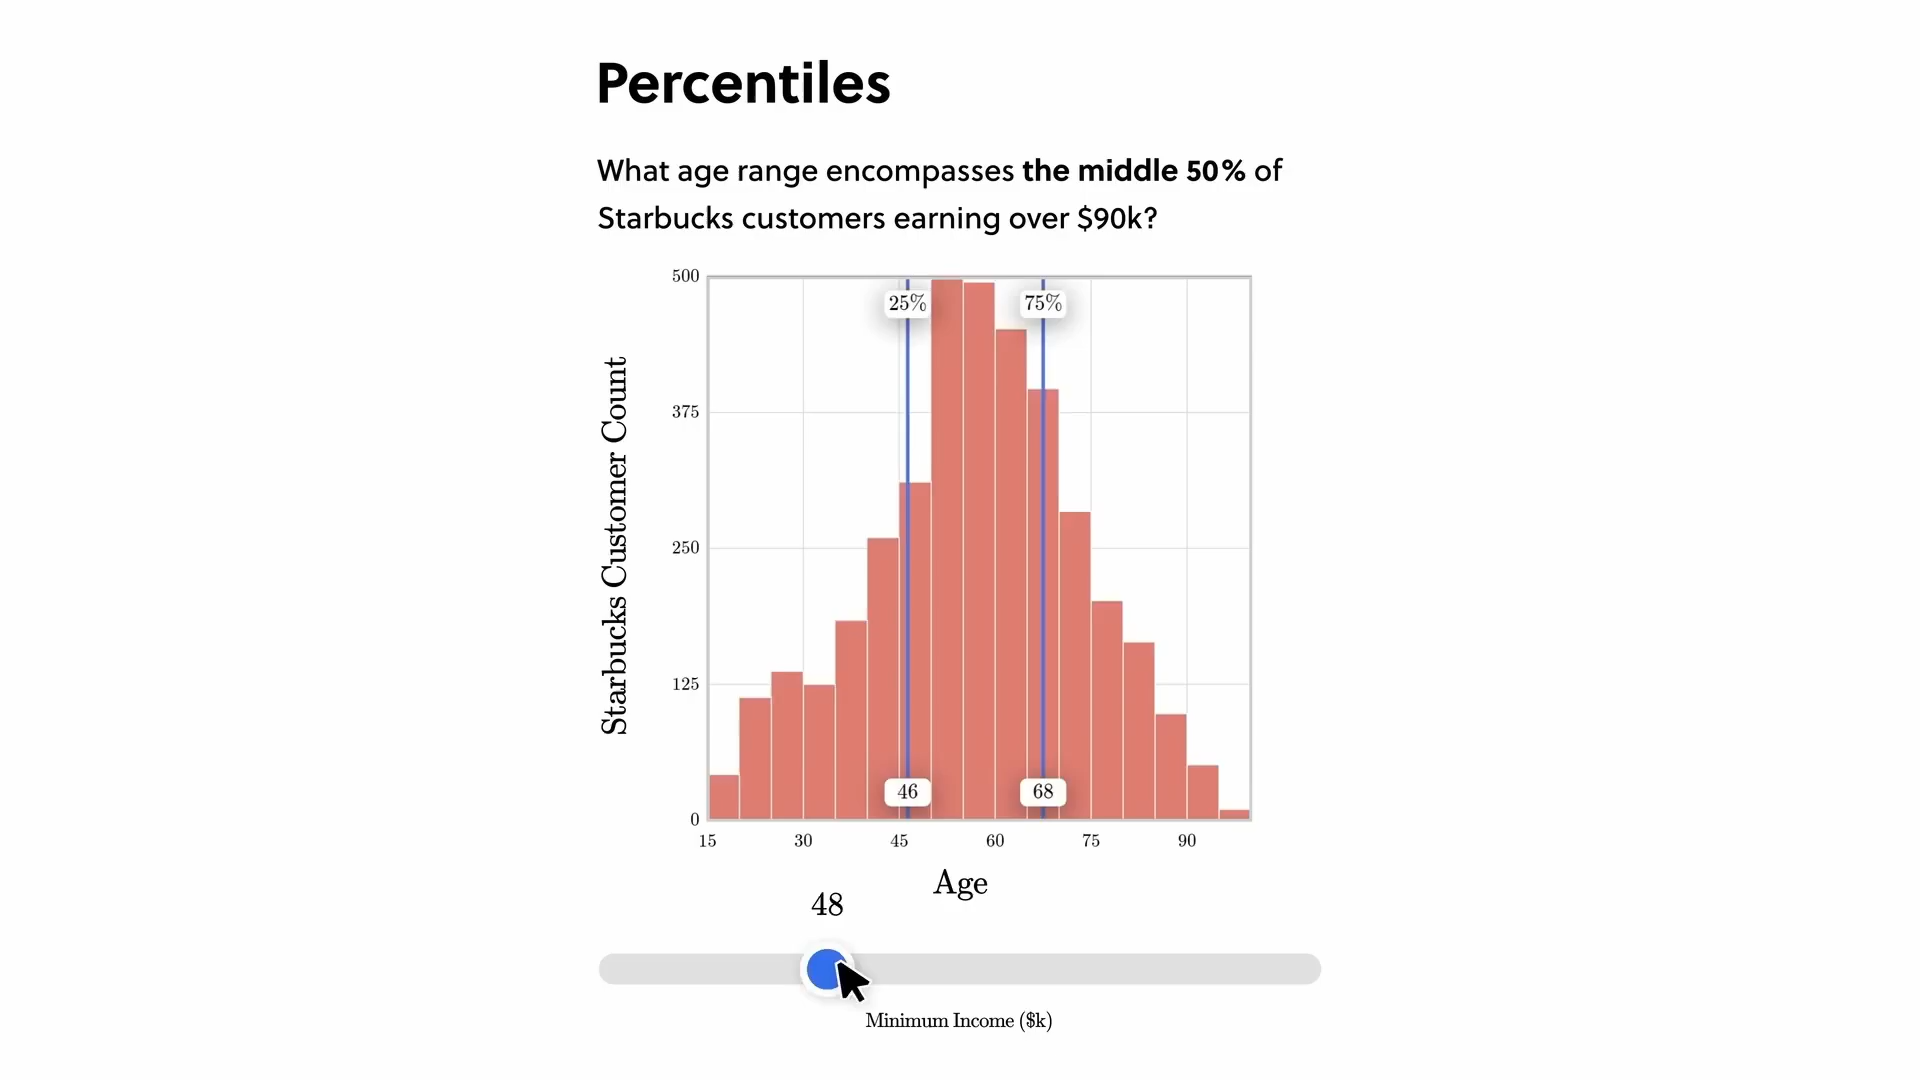 Percentiles
What age range encompasses the middle 50% of
Starbucks customers earning over $90k?
500
375
250
125
0
Starbucks Customer Count
25%
75%
46
68
15
30
45
60
75
90
Age
48
Minimum Income ($k)